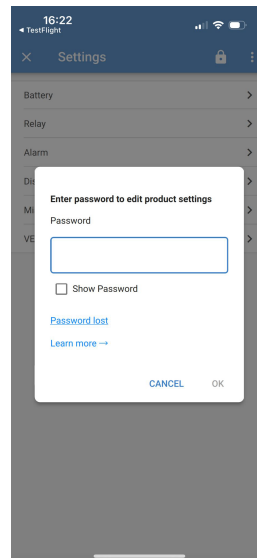 16:22
◂ TestFlight
Settings
Battery
Relay
Alarm
Dis
Mi
VE
Enter password to edit product settings
Password
Show Password
Password lost
Learn more →
CANCEL
OK